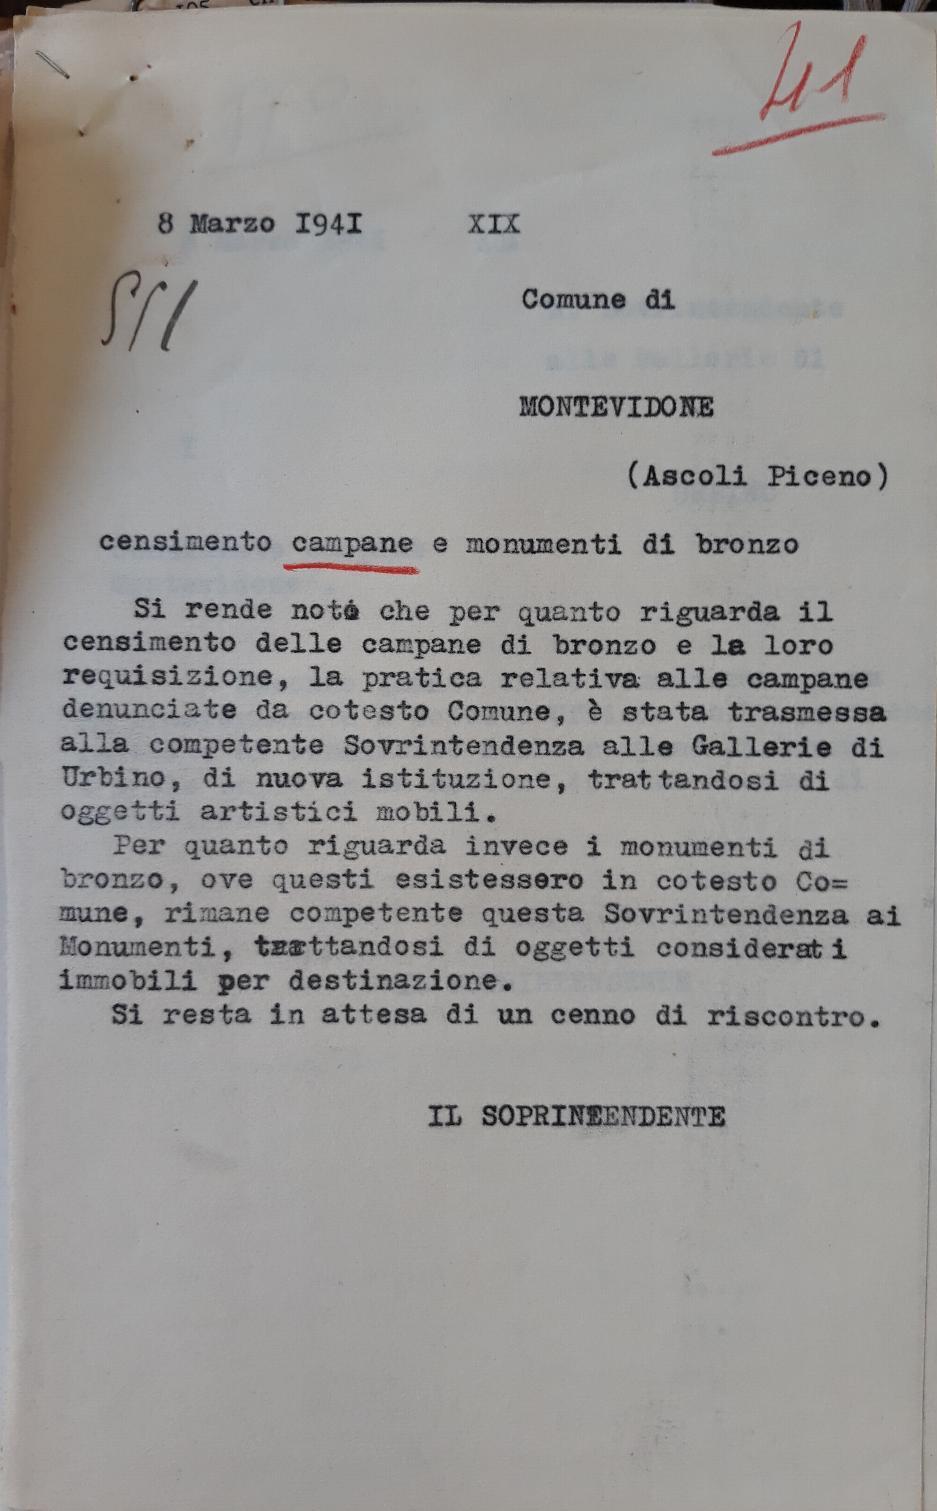 41
8 Marzo I94I XIX
551
Comune di
MONTEVIDONE
(Ascoli Piceno)
censimento campane e monumenti di bronzo
Si rende noto che per quanto riguarda il
censimento delle campane di bronzo e la loro
requisizione, la pratica relativa alle campane
denunciate da cotesto Comune, è stata trasmessa
alla competente Sovrintendenza alle Gallerie di
Urbino, di nuova istituzione, trattandosi di
oggetti artistici mobili.
Per quanto riguarda invece i monumenti di
bronzo, ove questi esistessero in cotesto Co=
mune, rimane competente questa Sovrintendenza ai
Monumenti, trattandosi di oggetti considerati
immobili per destinazione.
Si resta in attesa di un cenno di riscontro.
IL SOPRINTENDENTE